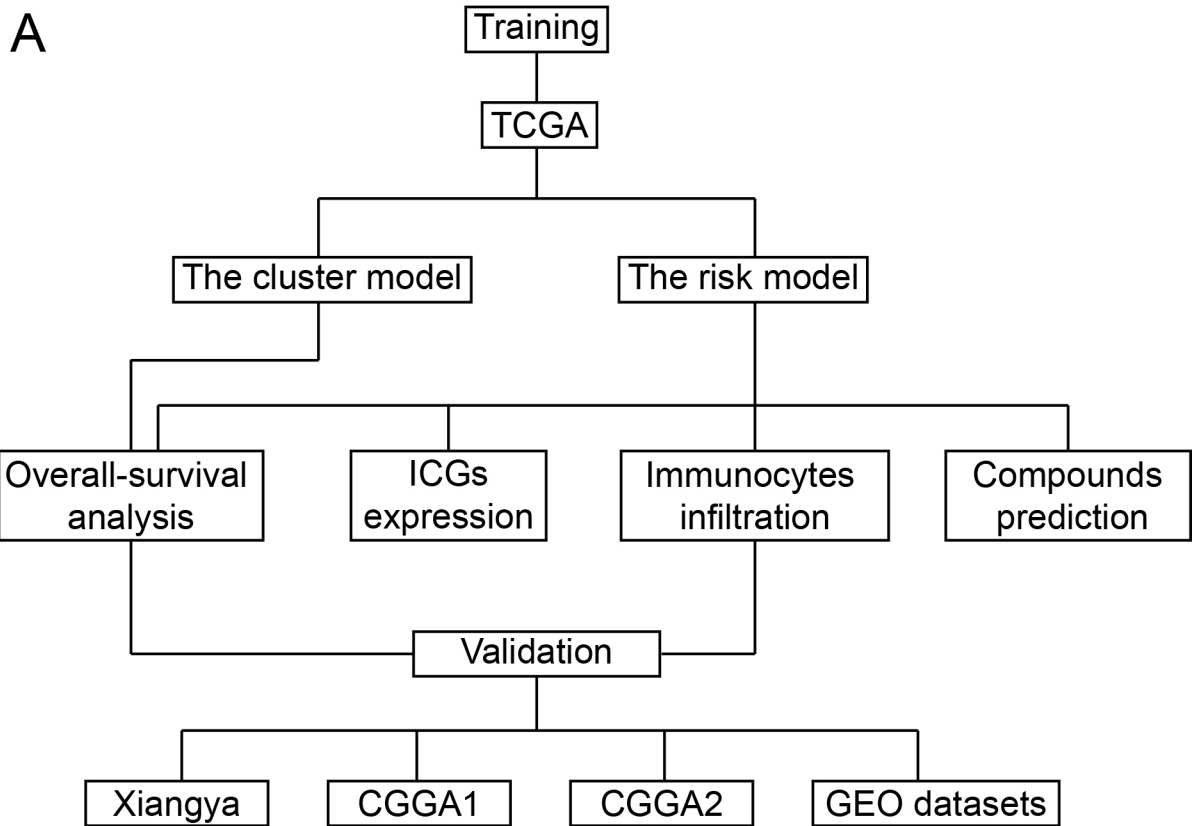 A
Training
TCGA
The cluster model
The risk model
Overall-survival
analysis
ICGs
expression
Immunocytes
infiltration
Compounds
prediction
Validation
Xiangya
CGGA1
CGGA2
GEO datasets